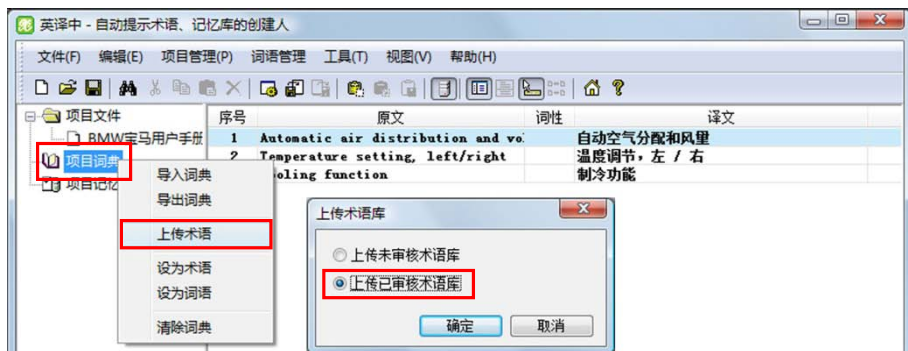 英译中 - 自动提示术语、记忆库的创建人
文件(F) 编辑(E) 项目管理(P) 词语管理 工具(T) 视图(V) 帮助(H)
项目文件
BMW宝马用户手册
项目词典
项目记忆
序号 原文 词性 译文
1 Automatic air distribution and vo 自动空气分配和风量
2 Temperature setting, left/right 温度调节，左 / 右
oling function 制冷功能
导入词典
导出词典
上传术语
设为术语
设为词语
清除词典
上传术语库
上传未审核术语库
上传已审核术语库
确定 取消